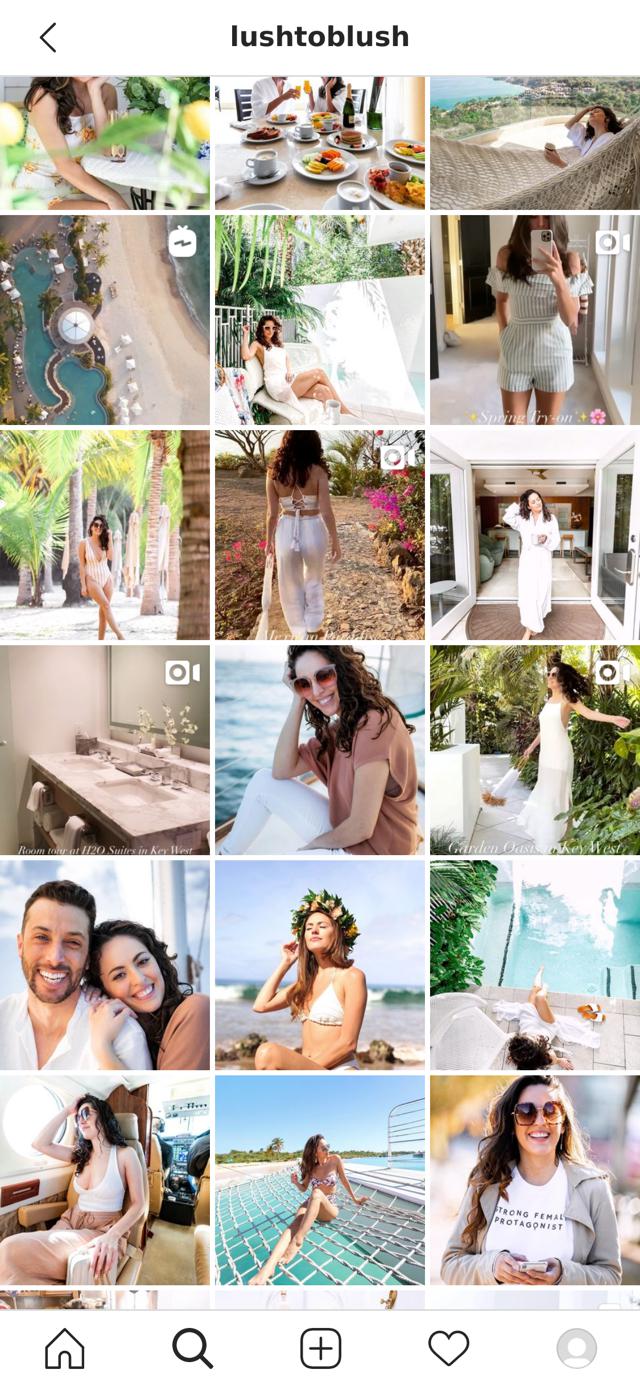 lushtoblush
✨Spring Try-on✨🌸
Room tour at H2O Suites in Key West
Garden Oasis in Key West
STRONG FEMALE
PROTAGONIST